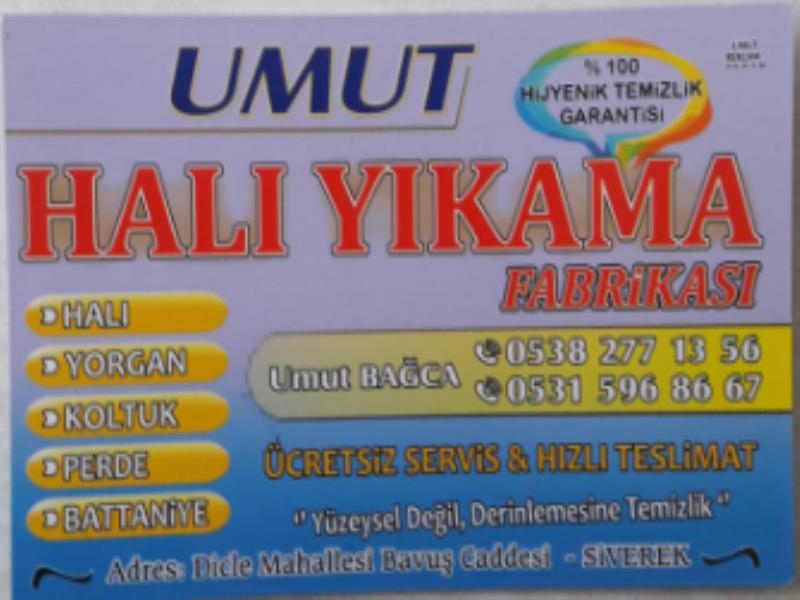 UMUT
% 100
HİJYENİK TEMİZLİK
GARANTİSİ
HALI YIKAMA
FABRİKASI
HALI
YORGAN
KOLTUK
PERDE
BATTANİYE
Umut BAĞCA
0538 277 13 56
0531 596 86 67
ÜCRETSİZ SERVİS & HIZLI TESLİMAT
" Yüzeysel Değil, Derinlemesine Temizlik "
Adres: Dicle Mahallesi Bavuş Caddesi - SİVEREK